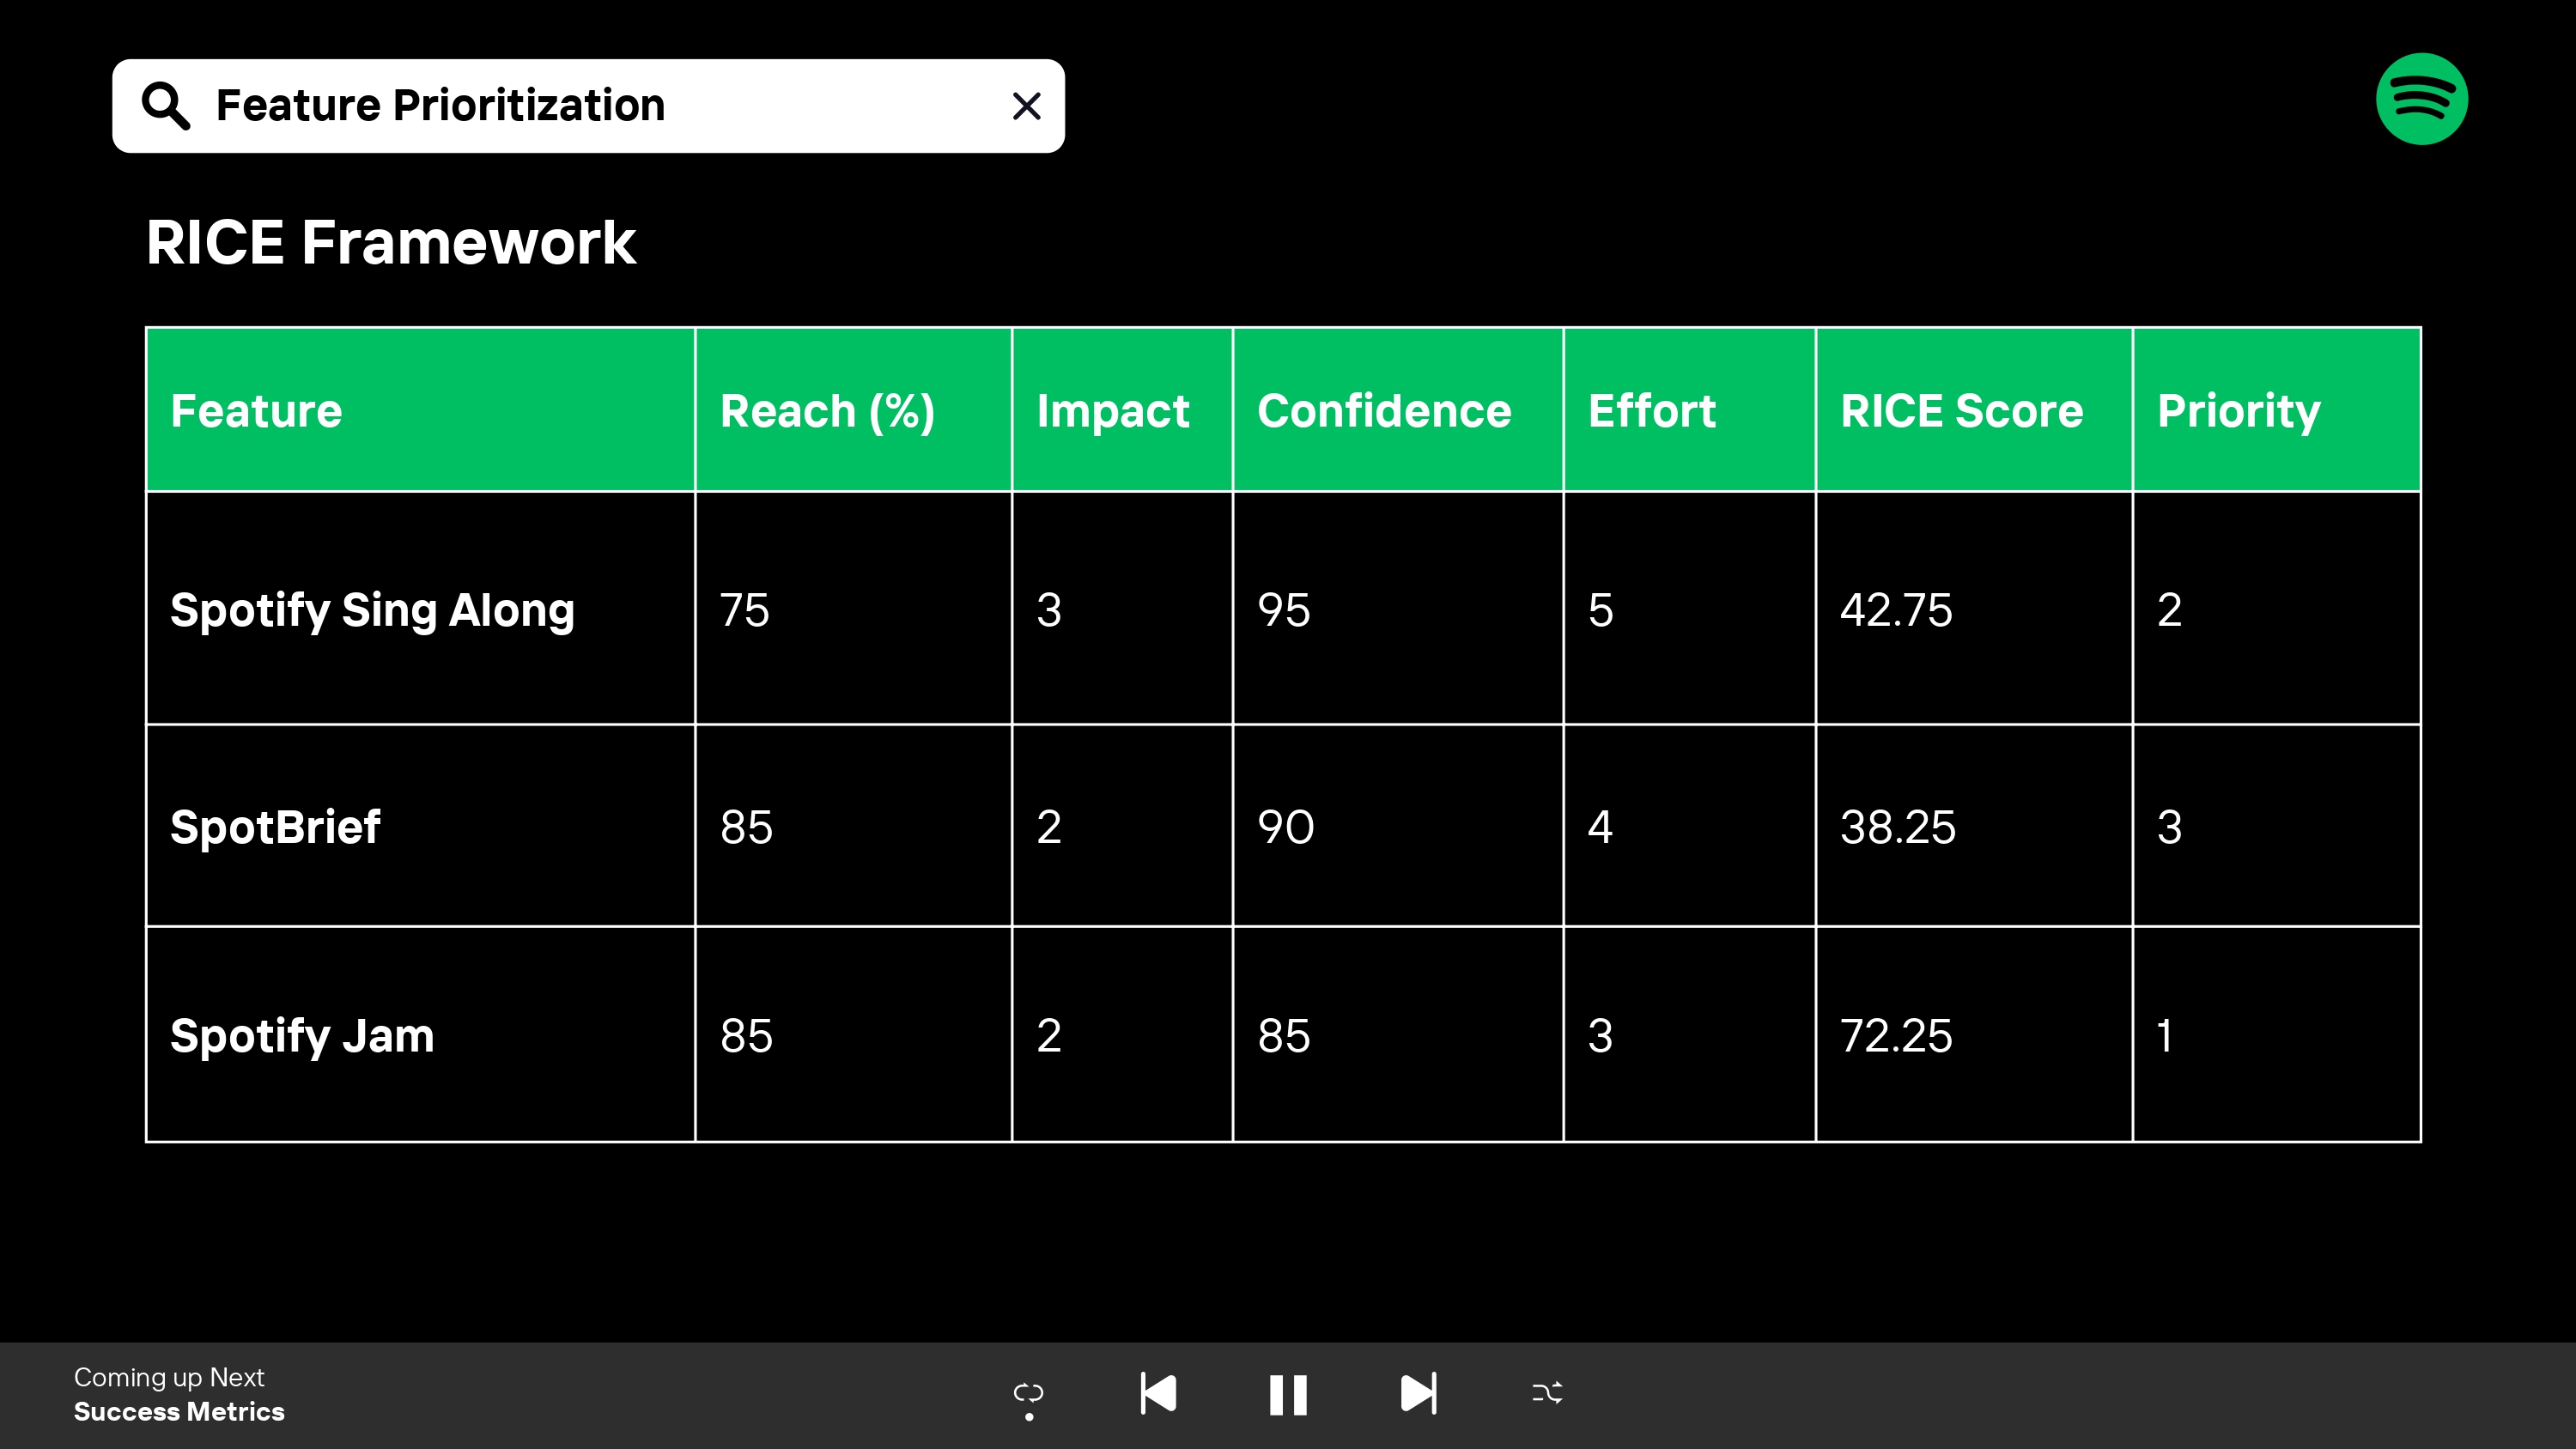 Feature Prioritization
RICE Framework
Feature Reach (%) Impact Confidence Effort RICE Score Priority
Spotify Sing Along 75 3 95 5 42.75 2
SpotBrief 85 2 90 4 38.25 3
Spotify Jam 85 2 85 3 72.25 1
Coming up Next
Success Metrics